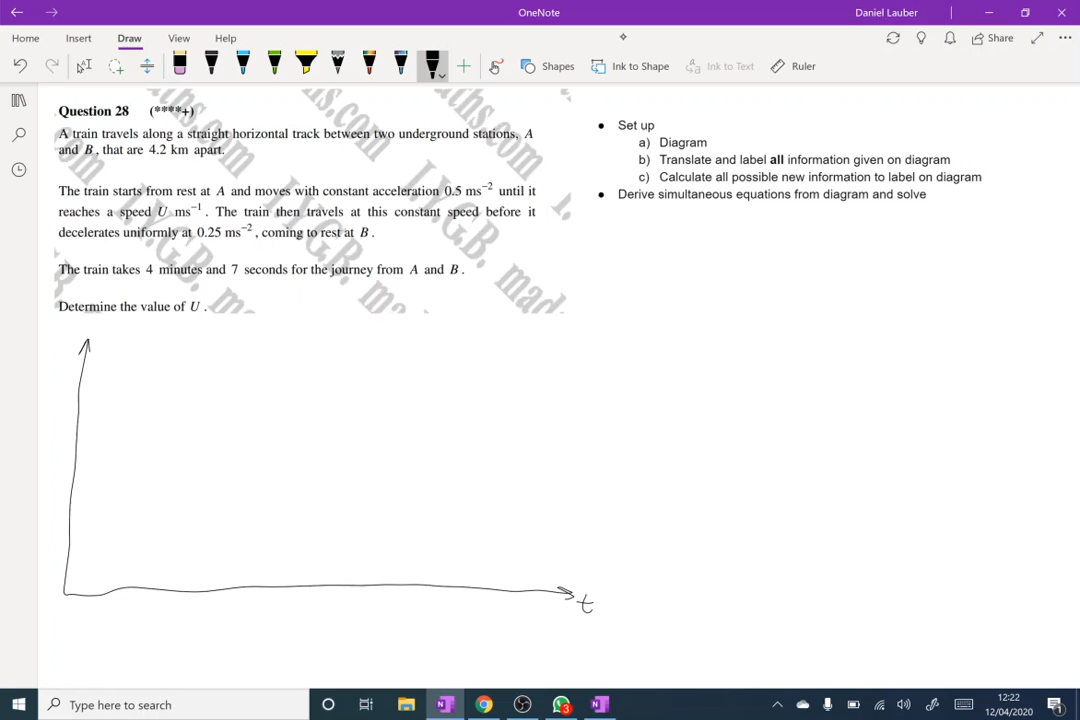 OneNote
Daniel Lauber
Home Insert Draw View Help
Share
Shapes
Ink to Shape
Ink to Text
Ruler
Question 28 (****+)
A train travels along a straight horizontal track between two underground stations, A
and B, that are 4.2 km apart.
The train starts from rest at A and moves with constant acceleration 0.5 ms⁻² until it
reaches a speed U ms⁻¹. The train then travels at this constant speed before it
decelerates uniformly at 0.25 ms⁻², coming to rest at B.
The train takes 4 minutes and 7 seconds for the journey from A and B.
Determine the value of U.
• Set up
a) Diagram
b) Translate and label all information given on diagram
c) Calculate all possible new information to label on diagram
• Derive simultaneous equations from diagram and solve
t
Type here to search
3
12:22
12/04/2020
1